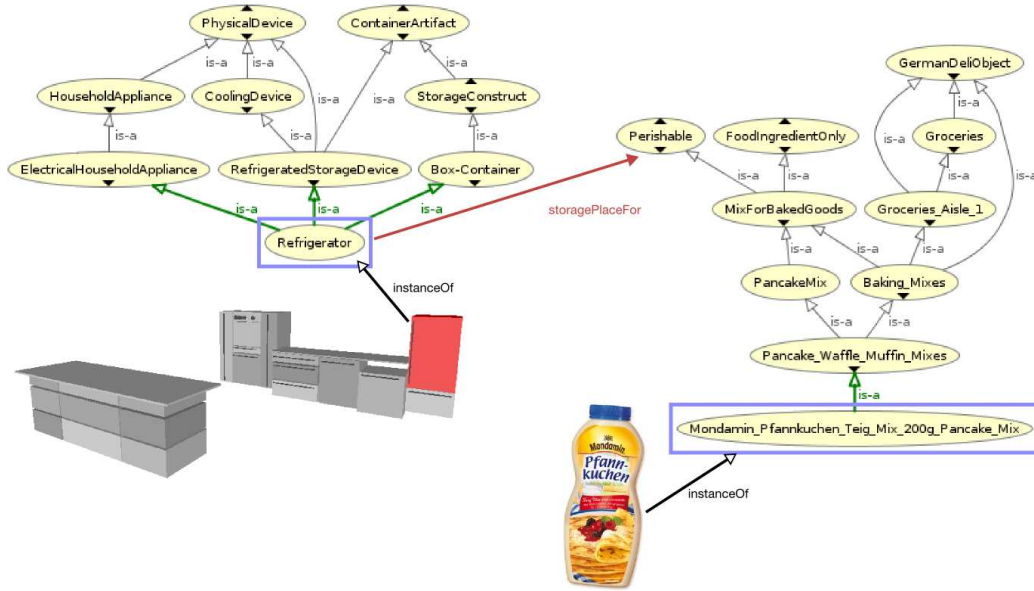 PhysicalDevice
ContainerArtifact
is-a
is-a
is-a
is-a
is-a
HouseholdAppliance
CoolingDevice
StorageConstruct
is-a
is-a
is-a
ElectricalHouseholdAppliance
RefrigeratedStorageDevice
Box-Container
is-a
is-a
is-a
Refrigerator
storagePlaceFor
instanceOf
GermanDeliObject
is-a
is-a
is-a
Perishable
FoodIngredientOnly
Groceries
is-a
is-a
is-a
MixForBakedGoods
Groceries_Aisle_1
is-a
is-a
is-a
PancakeMix
Baking_Mixes
is-a
is-a
Pancake_Waffle_Muffin_Mixes
is-a
Mondamin_Pfannkuchen_Teig_Mix_200g_Pancake_Mix
instanceOf
Mondamin
Pfann-
kuchen